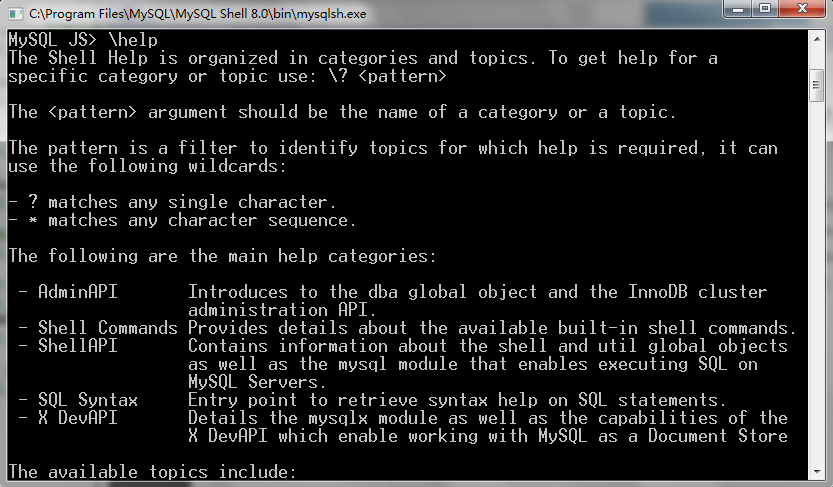 C:\Program Files\MySQL\MySQL Shell 8.0\bin\mysqlsh.exe
MySQL JS> \help
The Shell Help is organized in categories and topics. To get help for a
specific category or topic use: \? <pattern>
The <pattern> argument should be the name of a category or a topic.
The pattern is a filter to identify topics for which help is required, it can
use the following wildcards:
- ? matches any single character.
- * matches any character sequence.
The following are the main help categories:
- AdminAPI Introduces to the dba global object and the InnoDB cluster
administration API.
- Shell Commands Provides details about the available built-in shell commands.
- ShellAPI Contains information about the shell and util global objects
as well as the mysql module that enables executing SQL on
MySQL Servers.
- SQL Syntax Entry point to retrieve syntax help on SQL statements.
- X DevAPI Details the mysqlx module as well as the capabilities of the
X DevAPI which enable working with MySQL as a Document Store
The available topics include: